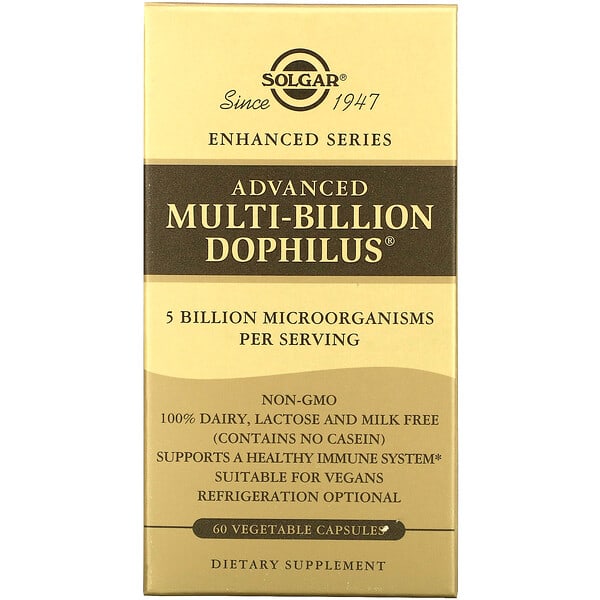 SOLGAR®
Since 1947
ENHANCED SERIES
ADVANCED
MULTI-BILLION
DOPHILUS®
5 BILLION MICROORGANISMS
PER SERVING
NON-GMO
100% DAIRY, LACTOSE AND MILK FREE
(CONTAINS NO CASEIN)
SUPPORTS A HEALTHY IMMUNE SYSTEM*
SUITABLE FOR VEGANS
REFRIGERATION OPTIONAL
60 VEGETABLE CAPSULES
DIETARY SUPPLEMENT